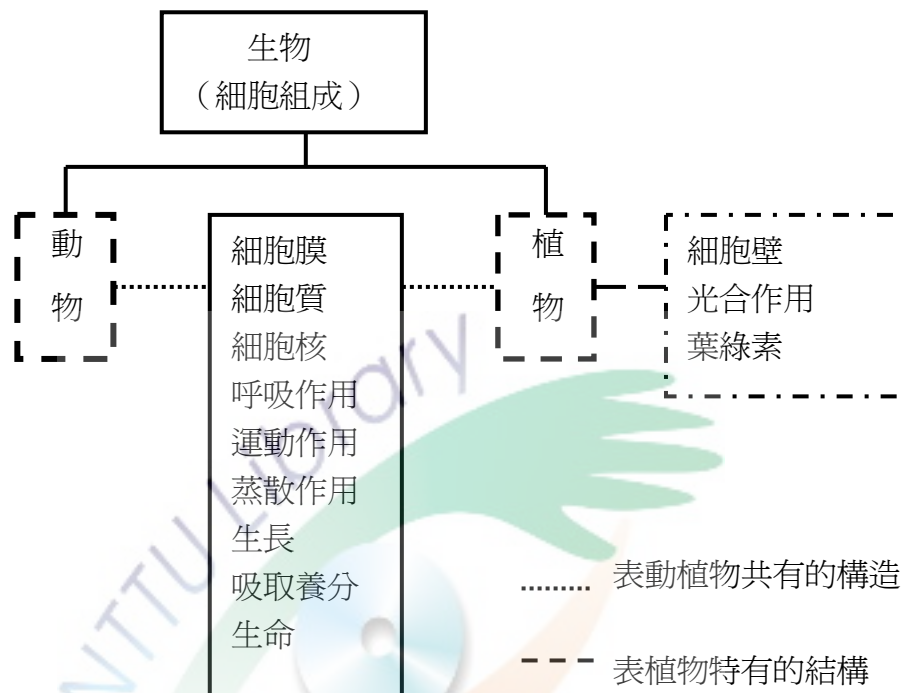 生物
（細胞組成）
動物
細胞膜
細胞質
細胞核
呼吸作用
運動作用
蒸散作用
生長
吸取養分
生命
植物
細胞壁
光合作用
葉綠素
表動植物共有的構造
表植物特有的結構
NTTU Library